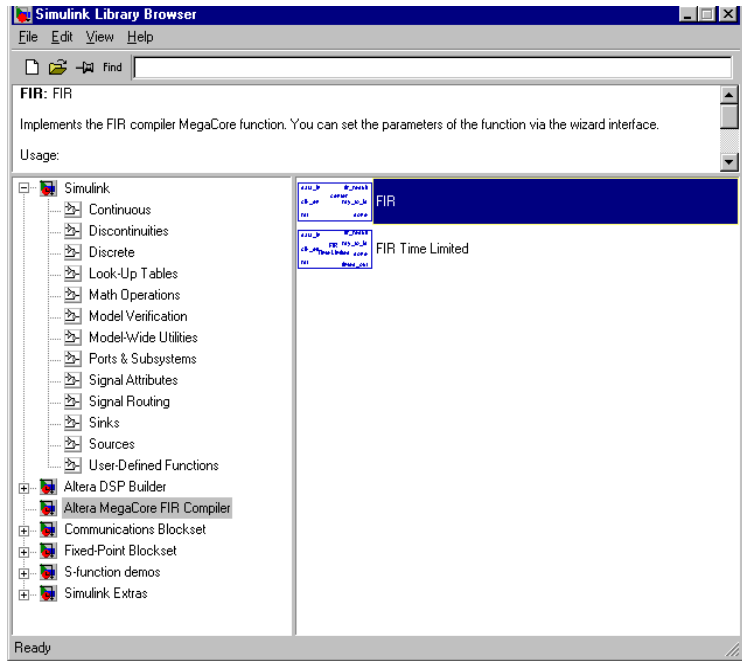 Simulink Library Browser
File Edit View Help
Find
FIR: FIR
Implements the FIR compiler MegaCore function. You can set the parameters of the function via the wizard interface.
Usage:
Simulink
Continuous
Discontinuities
Discrete
Look-Up Tables
Math Operations
Model Verification
Model-Wide Utilities
Ports & Subsystems
Signal Attributes
Signal Routing
Sinks
Sources
User-Defined Functions
Altera DSP Builder
Altera MegaCore FIR Compiler
Communications Blockset
Fixed-Point Blockset
S-function demos
Simulink Extras
FIR
FIR Time Limited
Ready